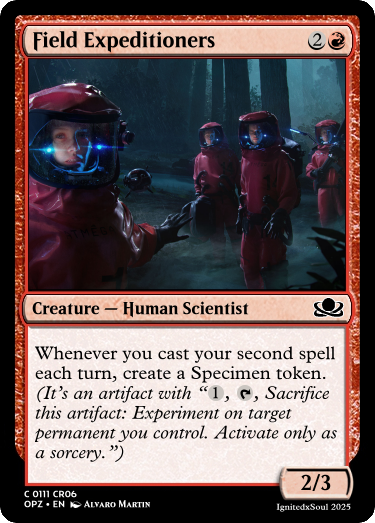 Field Expeditioners 2
Creature — Human Scientist
Whenever you cast your second spell
each turn, create a Specimen token.
(It's an artifact with “1, , Sacrifice
this artifact: Experiment on target
permanent you control. Activate only as
a sorcery.”)
2/3
C 0111 CR06
OPZ • EN Alvaro Martin
IgnitedxSoul 2025